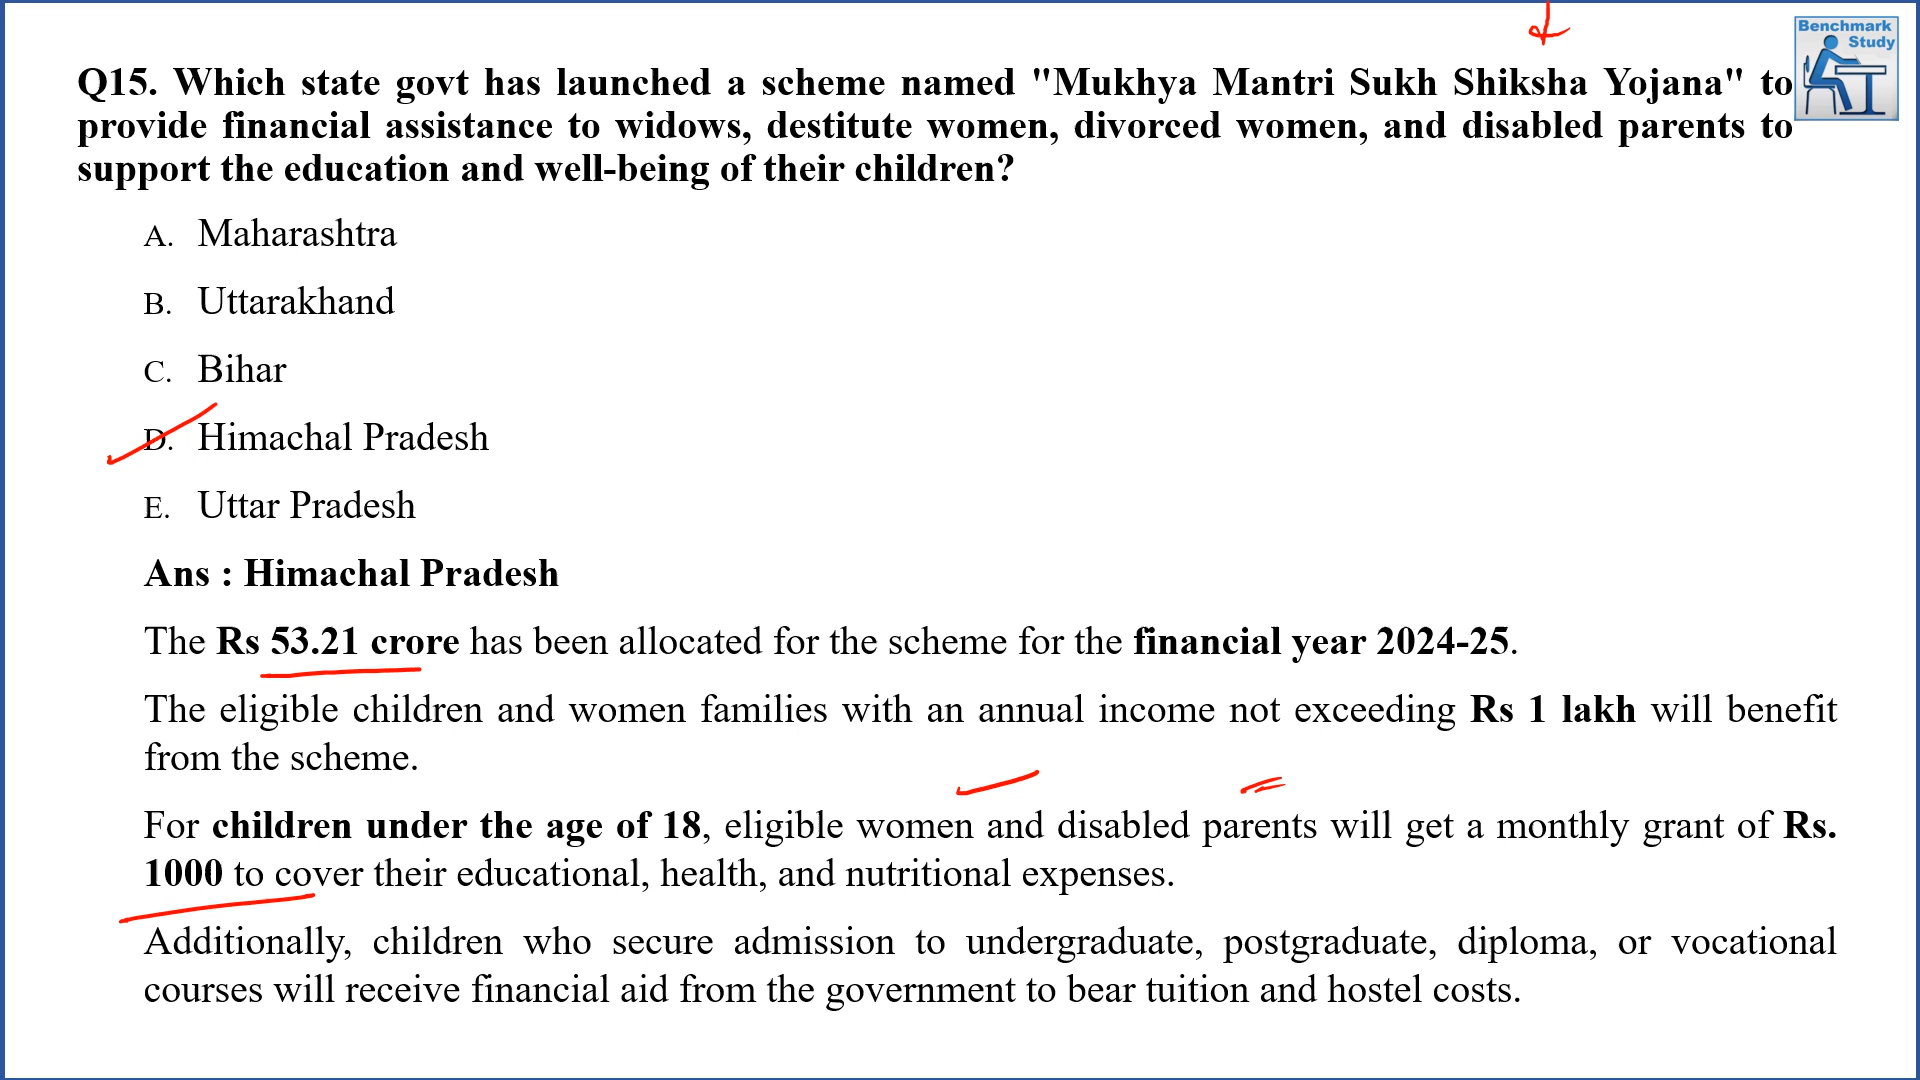 Benchmark
Study
Q15. Which state govt has launched a scheme named "Mukhya Mantri Sukh Shiksha Yojana" to
provide financial assistance to widows, destitute women, divorced women, and disabled parents to
support the education and well-being of their children?
A. Maharashtra
B. Uttarakhand
C. Bihar
D. Himachal Pradesh
E. Uttar Pradesh
Ans : Himachal Pradesh
The Rs 53.21 crore has been allocated for the scheme for the financial year 2024-25.
The eligible children and women families with an annual income not exceeding Rs 1 lakh will benefit
from the scheme.
For children under the age of 18, eligible women and disabled parents will get a monthly grant of Rs.
1000 to cover their educational, health, and nutritional expenses.
Additionally, children who secure admission to undergraduate, postgraduate, diploma, or vocational
courses will receive financial aid from the government to bear tuition and hostel costs.